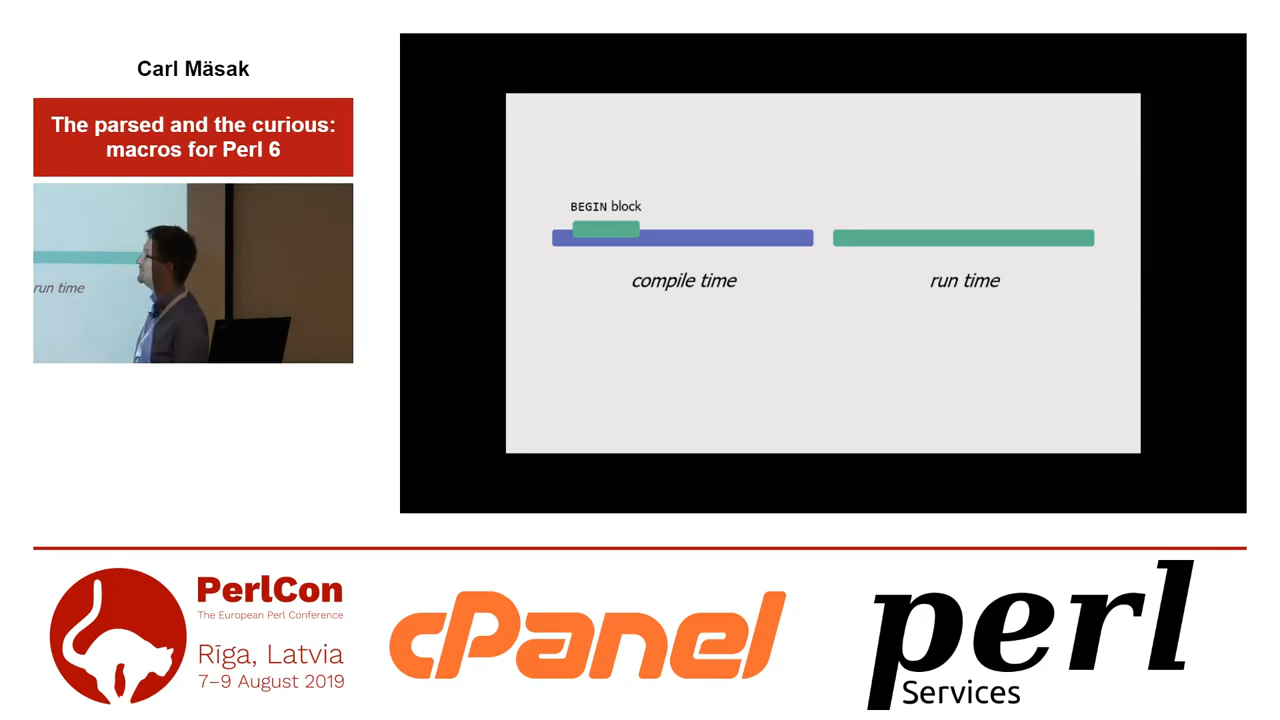 Carl Mäsak
The parsed and the curious:
macros for Perl 6
run time
BEGIN block
compile time
run time
PerlCon
The European Perl Conference
Rīga, Latvia
7–9 August 2019
cPanel
perl
Services